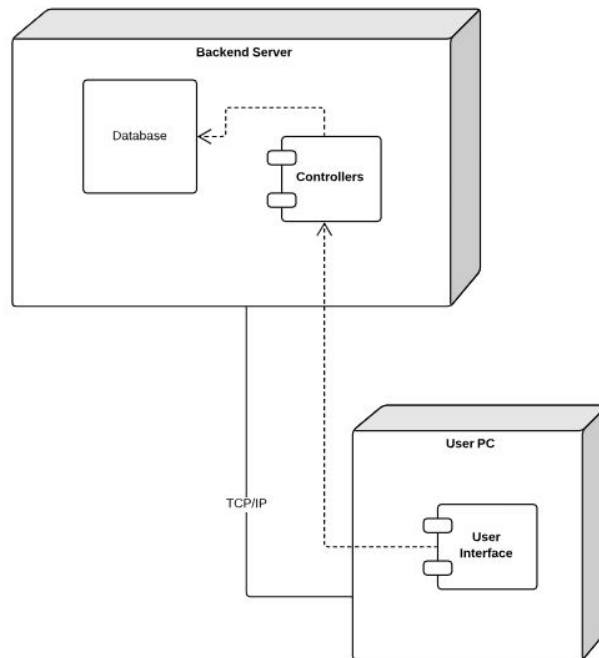 Backend Server
Database
Controllers
User PC
TCP/IP
User
Interface